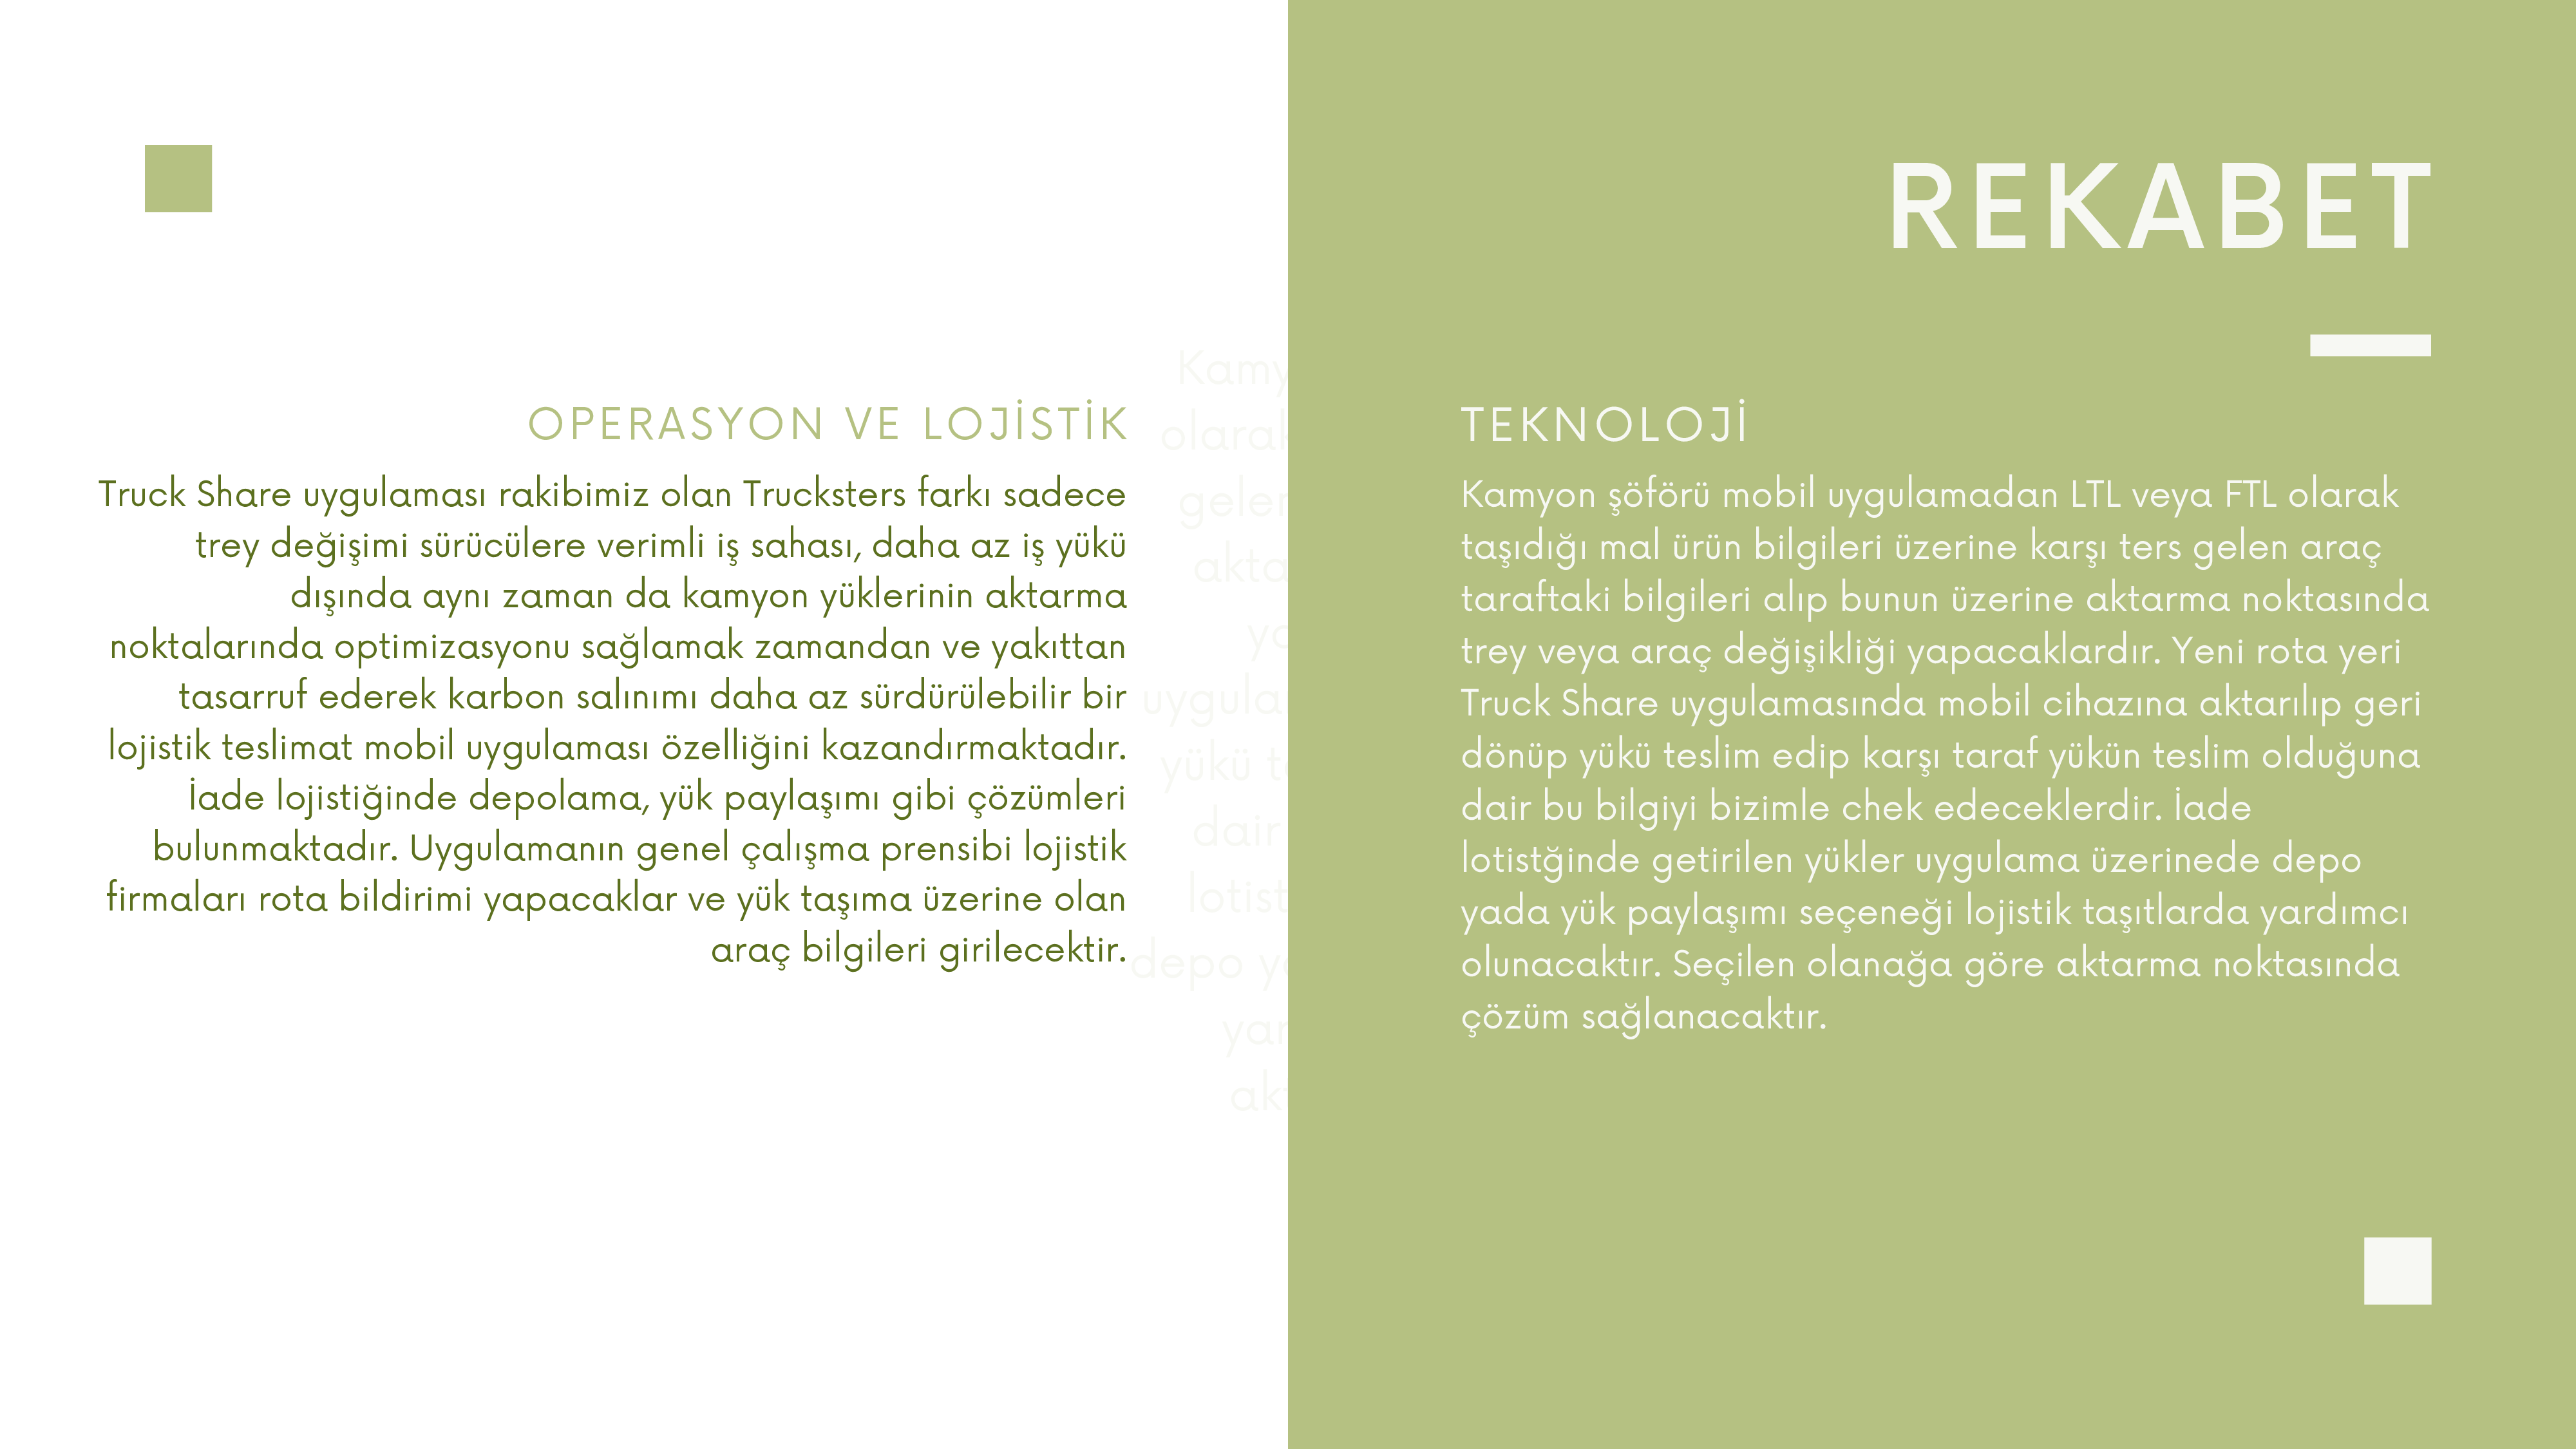 REKABET
OPERASYON VE LOJİSTİK
Truck Share uygulaması rakibimiz olan Trucksters farkı sadece
trey değişimi sürücülere verimli iş sahası, daha az iş yükü
dışında aynı zaman da kamyon yüklerinin aktarma
noktalarında optimizasyonu sağlamak zamandan ve yakıttan
tasarruf ederek karbon salınımı daha az sürdürülebilir bir
lojistik teslimat mobil uygulaması özelliğini kazandırmaktadır.
İade lojistiğinde depolama, yük paylaşımı gibi çözümleri
bulunmaktadır. Uygulamanın genel çalışma prensibi lojistik
firmaları rota bildirimi yapacaklar ve yük taşıma üzerine olan
araç bilgileri girilecektir.
TEKNOLOJİ
Kamyon şöförü mobil uygulamadan LTL veya FTL olarak
taşıdığı mal ürün bilgileri üzerine karşı ters gelen araç
taraftaki bilgileri alıp bunun üzerine aktarma noktasında
trey veya araç değişikliği yapacaklardır. Yeni rota yeri
Truck Share uygulamasında mobil cihazına aktarılıp geri
dönüp yükü teslim edip karşı taraf yükün teslim olduğuna
dair bu bilgiyi bizimle chek edeceklerdir. İade
lotistğinde getirilen yükler uygulama üzerinede depo
yada yük paylaşımı seçeneği lojistik taşıtlarda yardımcı
olunacaktır. Seçilen olanağa göre aktarma noktasında
çözüm sağlanacaktır.